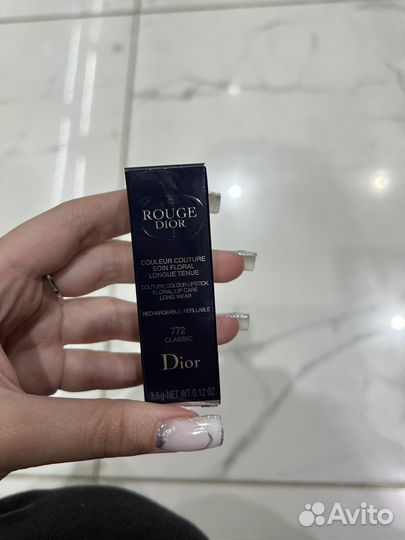 ROUGE
DIOR
COULEUR COUTURE
SOIN FLORAL
LONGUE TENUE
COUTURE COLOUR LIPSTICK
FLORAL LIP CARE
LONG WEAR
RECHARGEABLE | REFILLABLE
772
CLASSIC
Dior
3,5g·NET WT.0.12 OZ
Avito